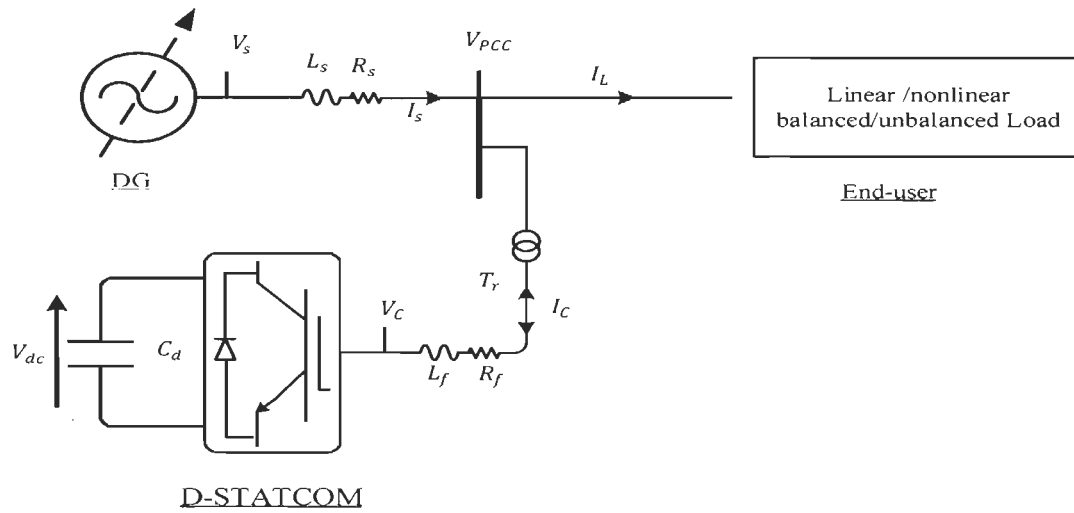 V_s
L_s
R_s
I_s
V_PCC
I_L
Linear /nonlinear
balanced/unbalanced Load
End-user
DG
T_r
I_C
V_C
L_f
R_f
V_dc
C_d
D-STATCOM